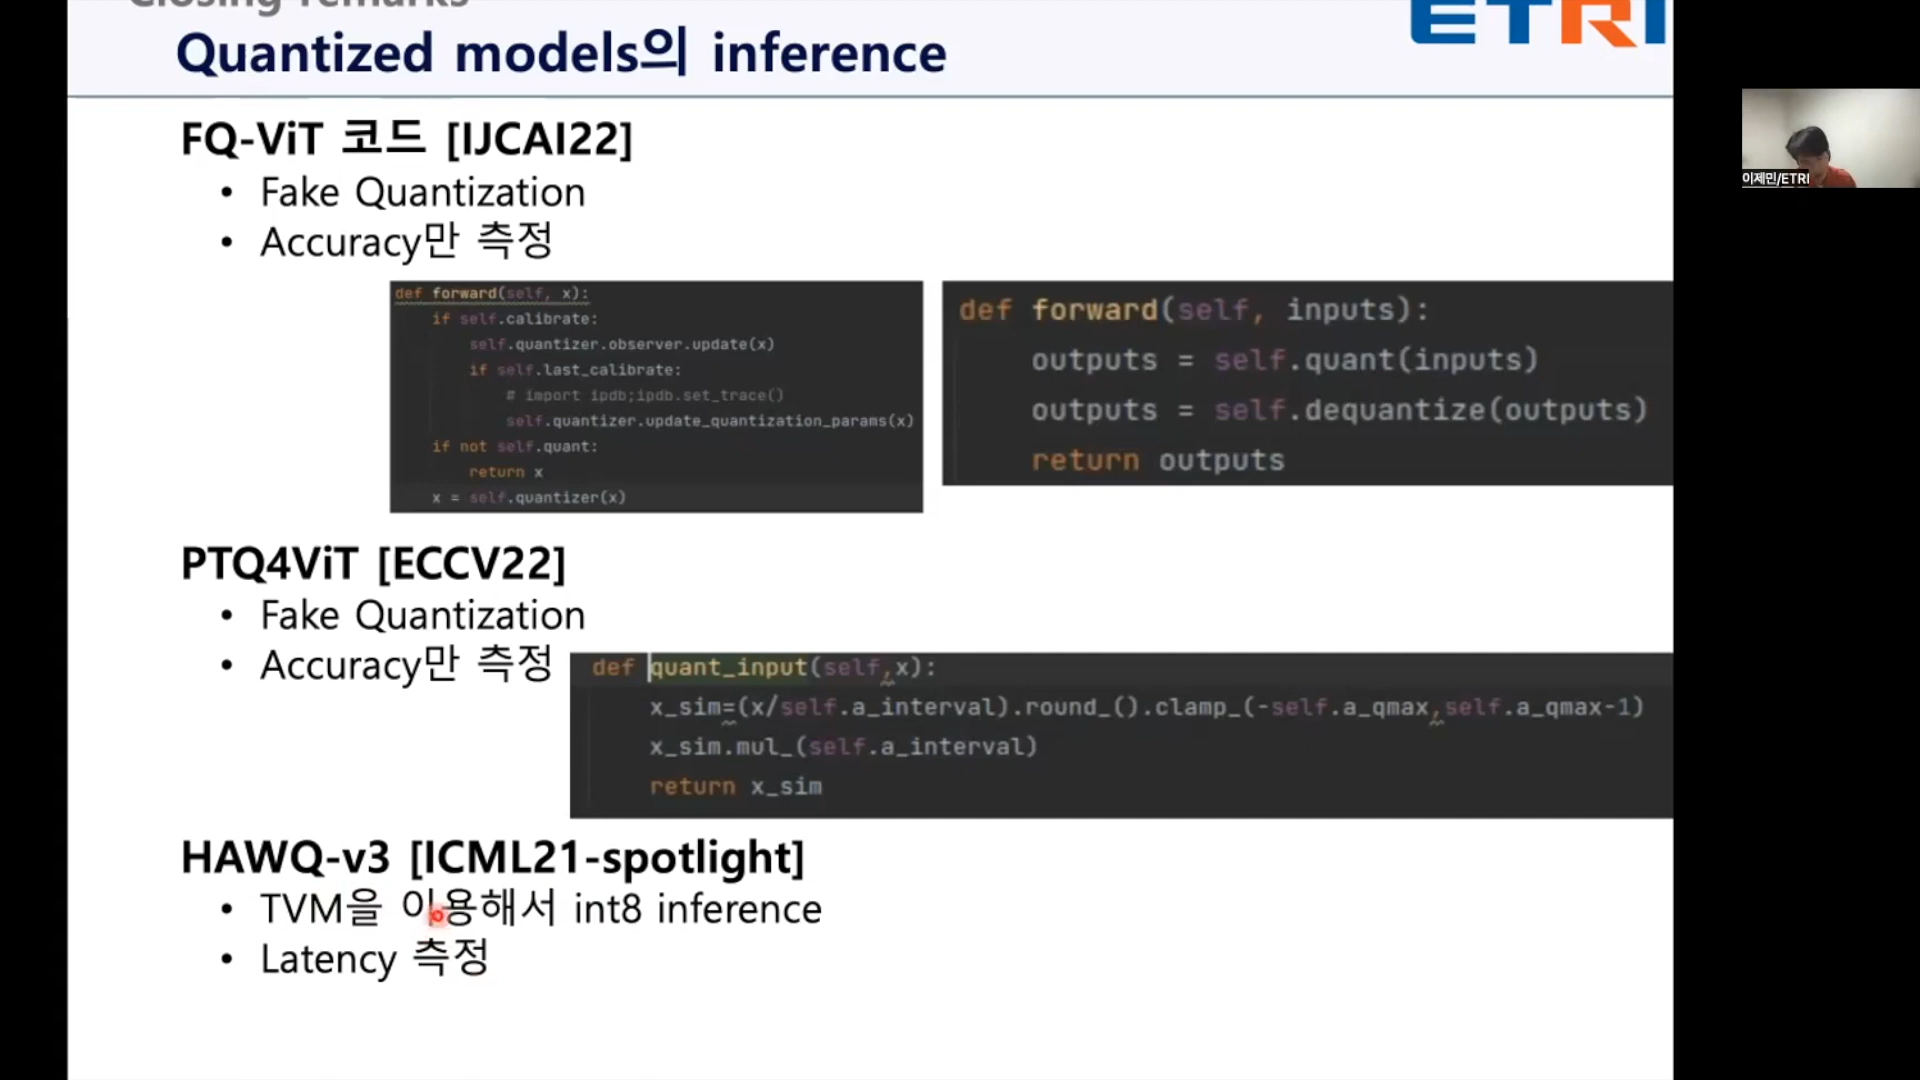 Closing remarks
ETRI
Quantized models의 inference
이제민/ETRI
FQ-ViT 코드 [IJCAI22]
• Fake Quantization
• Accuracy만 측정
def forward(self, x):
if self.calibrate:
self.quantizer.observer.update(x)
if self.last_calibrate:
# import ipdb;ipdb.set_trace()
self.quantizer.update_quantization_params(x)
if not self.quant:
return x
x = self.quantizer(x)
def forward(self, inputs):
outputs = self.quant(inputs)
outputs = self.dequantize(outputs)
return outputs
PTQ4ViT [ECCV22]
• Fake Quantization
• Accuracy만 측정
def quant_input(self,x):
x_sim=(x/self.a_interval).round_().clamp_(-self.a_qmax,self.a_qmax-1)
x_sim.mul_(self.a_interval)
return x_sim
HAWQ-v3 [ICML21-spotlight]
• TVM을 이용해서 int8 inference
• Latency 측정